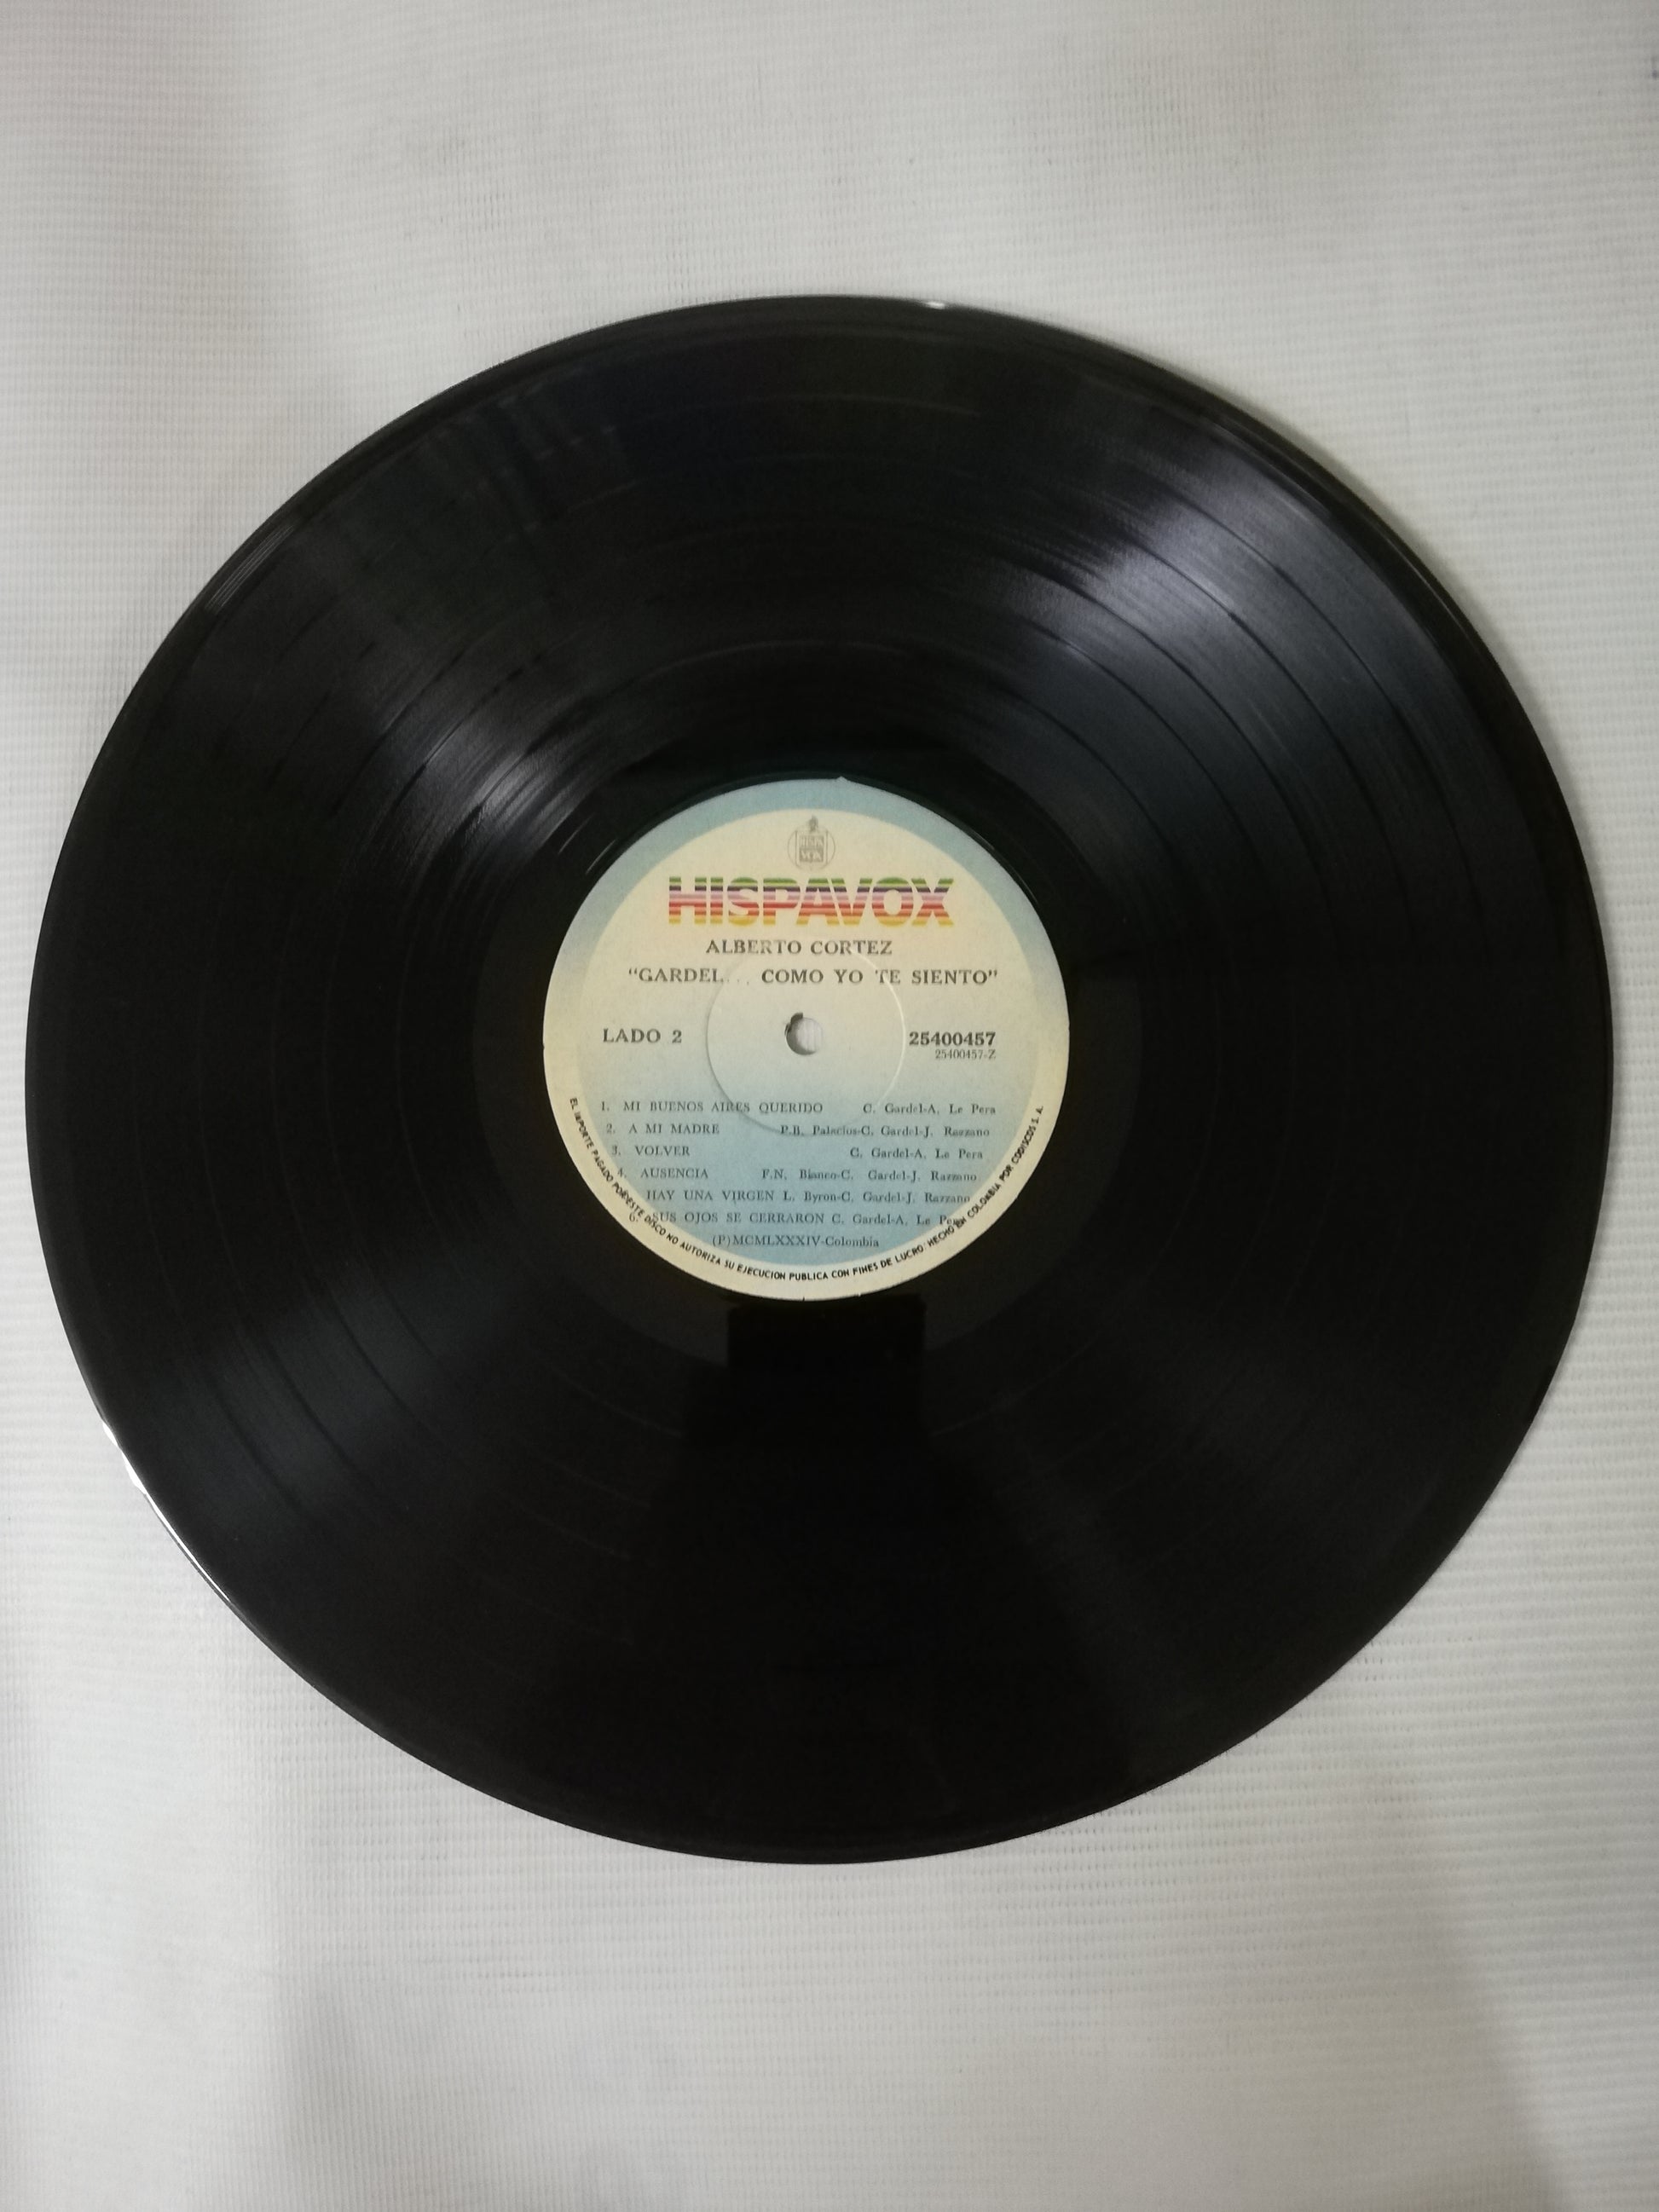 HISPAVOX
ALBERTO CORTEZ
"GARDEL... COMO YO TE SIENTO"
LADO 2 25400457
25400457-Z
1. MI BUENOS AIRES QUERIDO C. Gardel-A. Le Pera
2. A MI MADRE P.B. Palacios-C. Gardel-J. Razzano
3. VOLVER C. Gardel-A. Le Pera
4. AUSENCIA F.N. Bianco-C. Gardel-J. Razzano
HAY UNA VIRGEN L. Byron-C. Gardel-J. Razzano
6. SUS OJOS SE CERRARON C. Gardel-A. Le Pera
(P)MCMLXXXIV-Colombia
EL IMPORTE PAGADO POR ESTE DISCO NO AUTORIZA SU EJECUCION PUBLICA CON FINES DE LUCRO. HECHO EN COLOMBIA POR CODISCOS S. A.